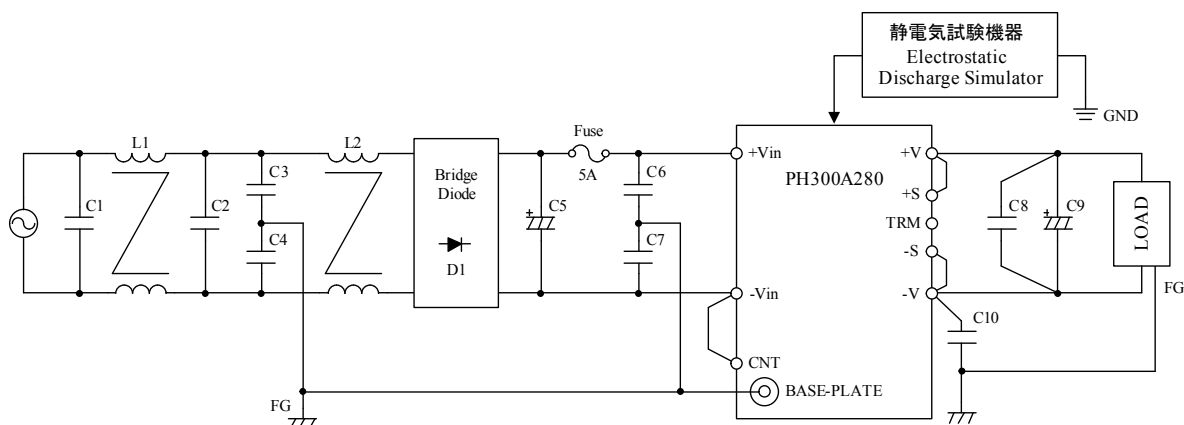 静電気試験機器
Electrostatic
Discharge Simulator
GND
L1
L2
Fuse
5A
Bridge
Diode
D1
C1
C2
C3
C4
C5
C6
C7
+Vin
-Vin
CNT
PH300A280
BASE-PLATE
+V
+S
TRM
-S
-V
C8
C9
C10
LOAD
FG
FG